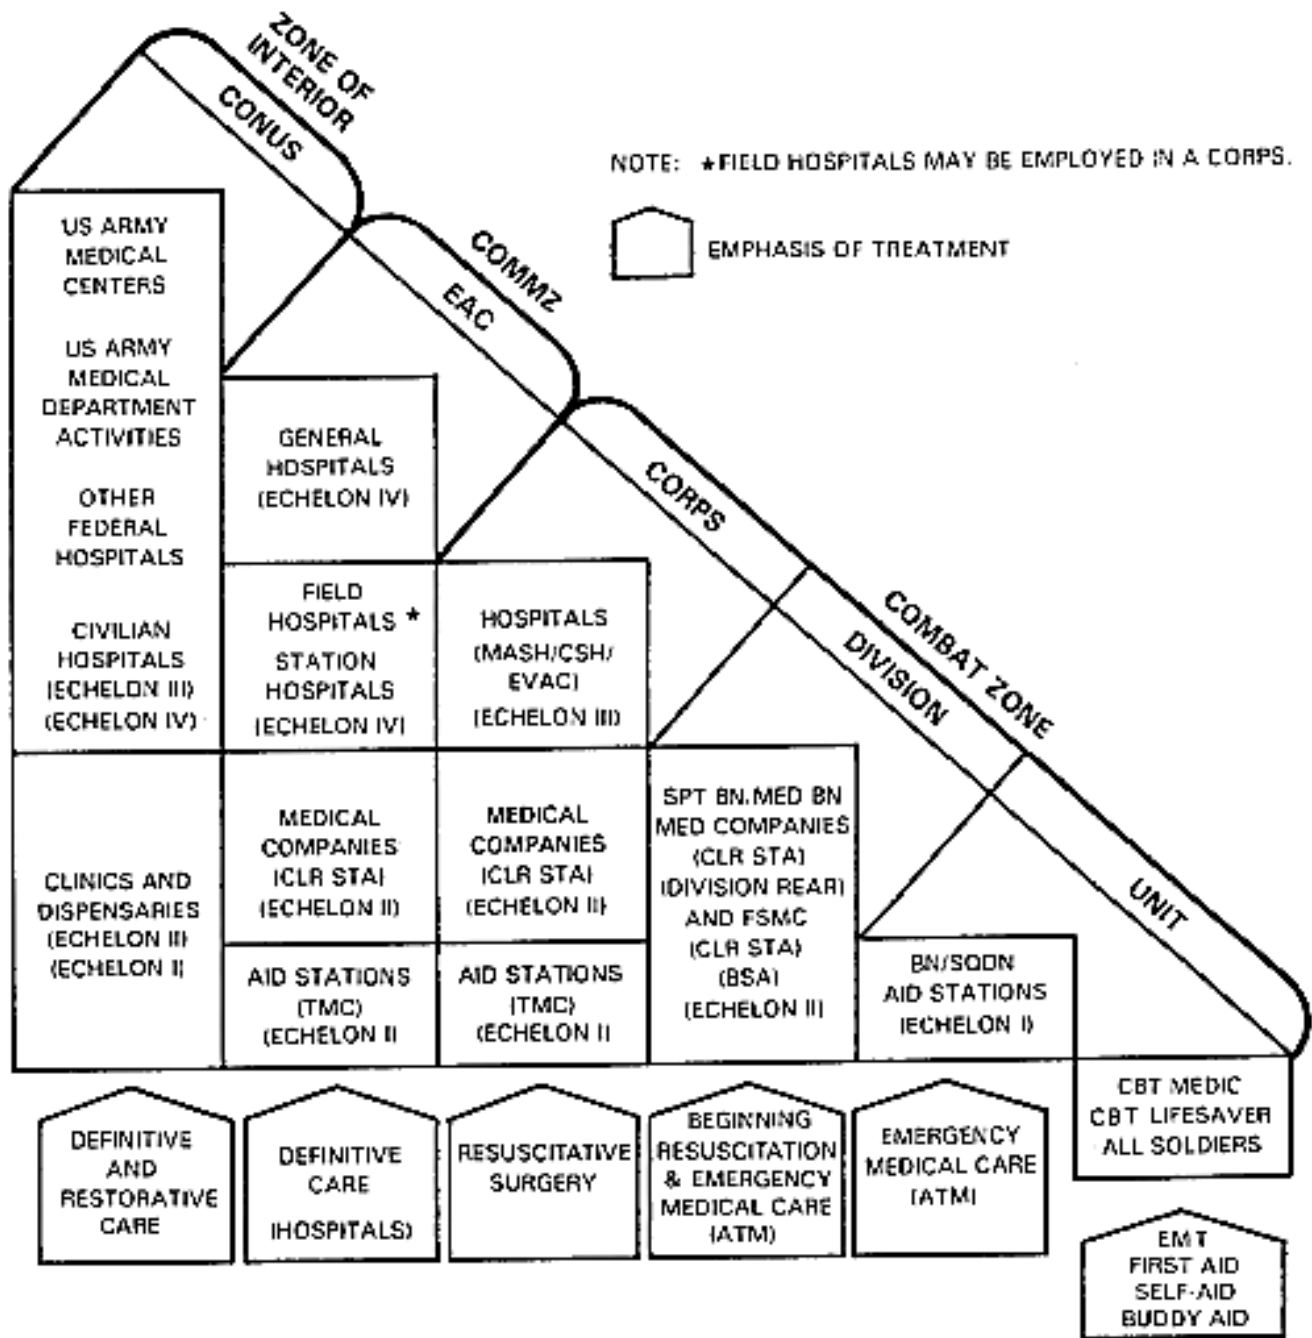 ZONE OF
INTERIOR
CONUS
COMMZ
EAC
CORPS
COMBAT ZONE
DIVISION
UNIT
NOTE: *FIELD HOSPITALS MAY BE EMPLOYED IN A CORPS.
EMPHASIS OF TREATMENT
US ARMY
MEDICAL
CENTERS
US ARMY
MEDICAL
DEPARTMENT
ACTIVITIES
OTHER
FEDERAL
HOSPITALS
CIVILIAN
HOSPITALS
(ECHELON III)
(ECHELON IV)
CLINICS AND
DISPENSARIES
(ECHELON II)
(ECHELON I)
GENERAL
HOSPITALS
(ECHELON IV)
FIELD
HOSPITALS *
STATION
HOSPITALS
(ECHELON IV)
MEDICAL
COMPANIES
(CLR STA)
(ECHELON II)
AID STATIONS
(TMC)
(ECHELON I)
HOSPITALS
(MASH/CSH/
EVAC)
(ECHELON III)
MEDICAL
COMPANIES
(CLR STA)
(ECHELON II)
AID STATIONS
(TMC)
(ECHELON I)
SPT BN.MED BN
MED COMPANIES
(CLR STA)
(DIVISION REAR)
AND FSMC
(CLR STA)
(BSA)
(ECHELON II)
BN/SQDN
AID STATIONS
(ECHELON I)
CBT MEDIC
CBT LIFESAVER
ALL SOLDIERS
DEFINITIVE
AND
RESTORATIVE
CARE
DEFINITIVE
CARE
(HOSPITALS)
RESUSCITATIVE
SURGERY
BEGINNING
RESUSCITATION
& EMERGENCY
MEDICAL CARE
(ATM)
EMERGENCY
MEDICAL CARE
(ATM)
EMT
FIRST AID
SELF-AID
BUDDY AID